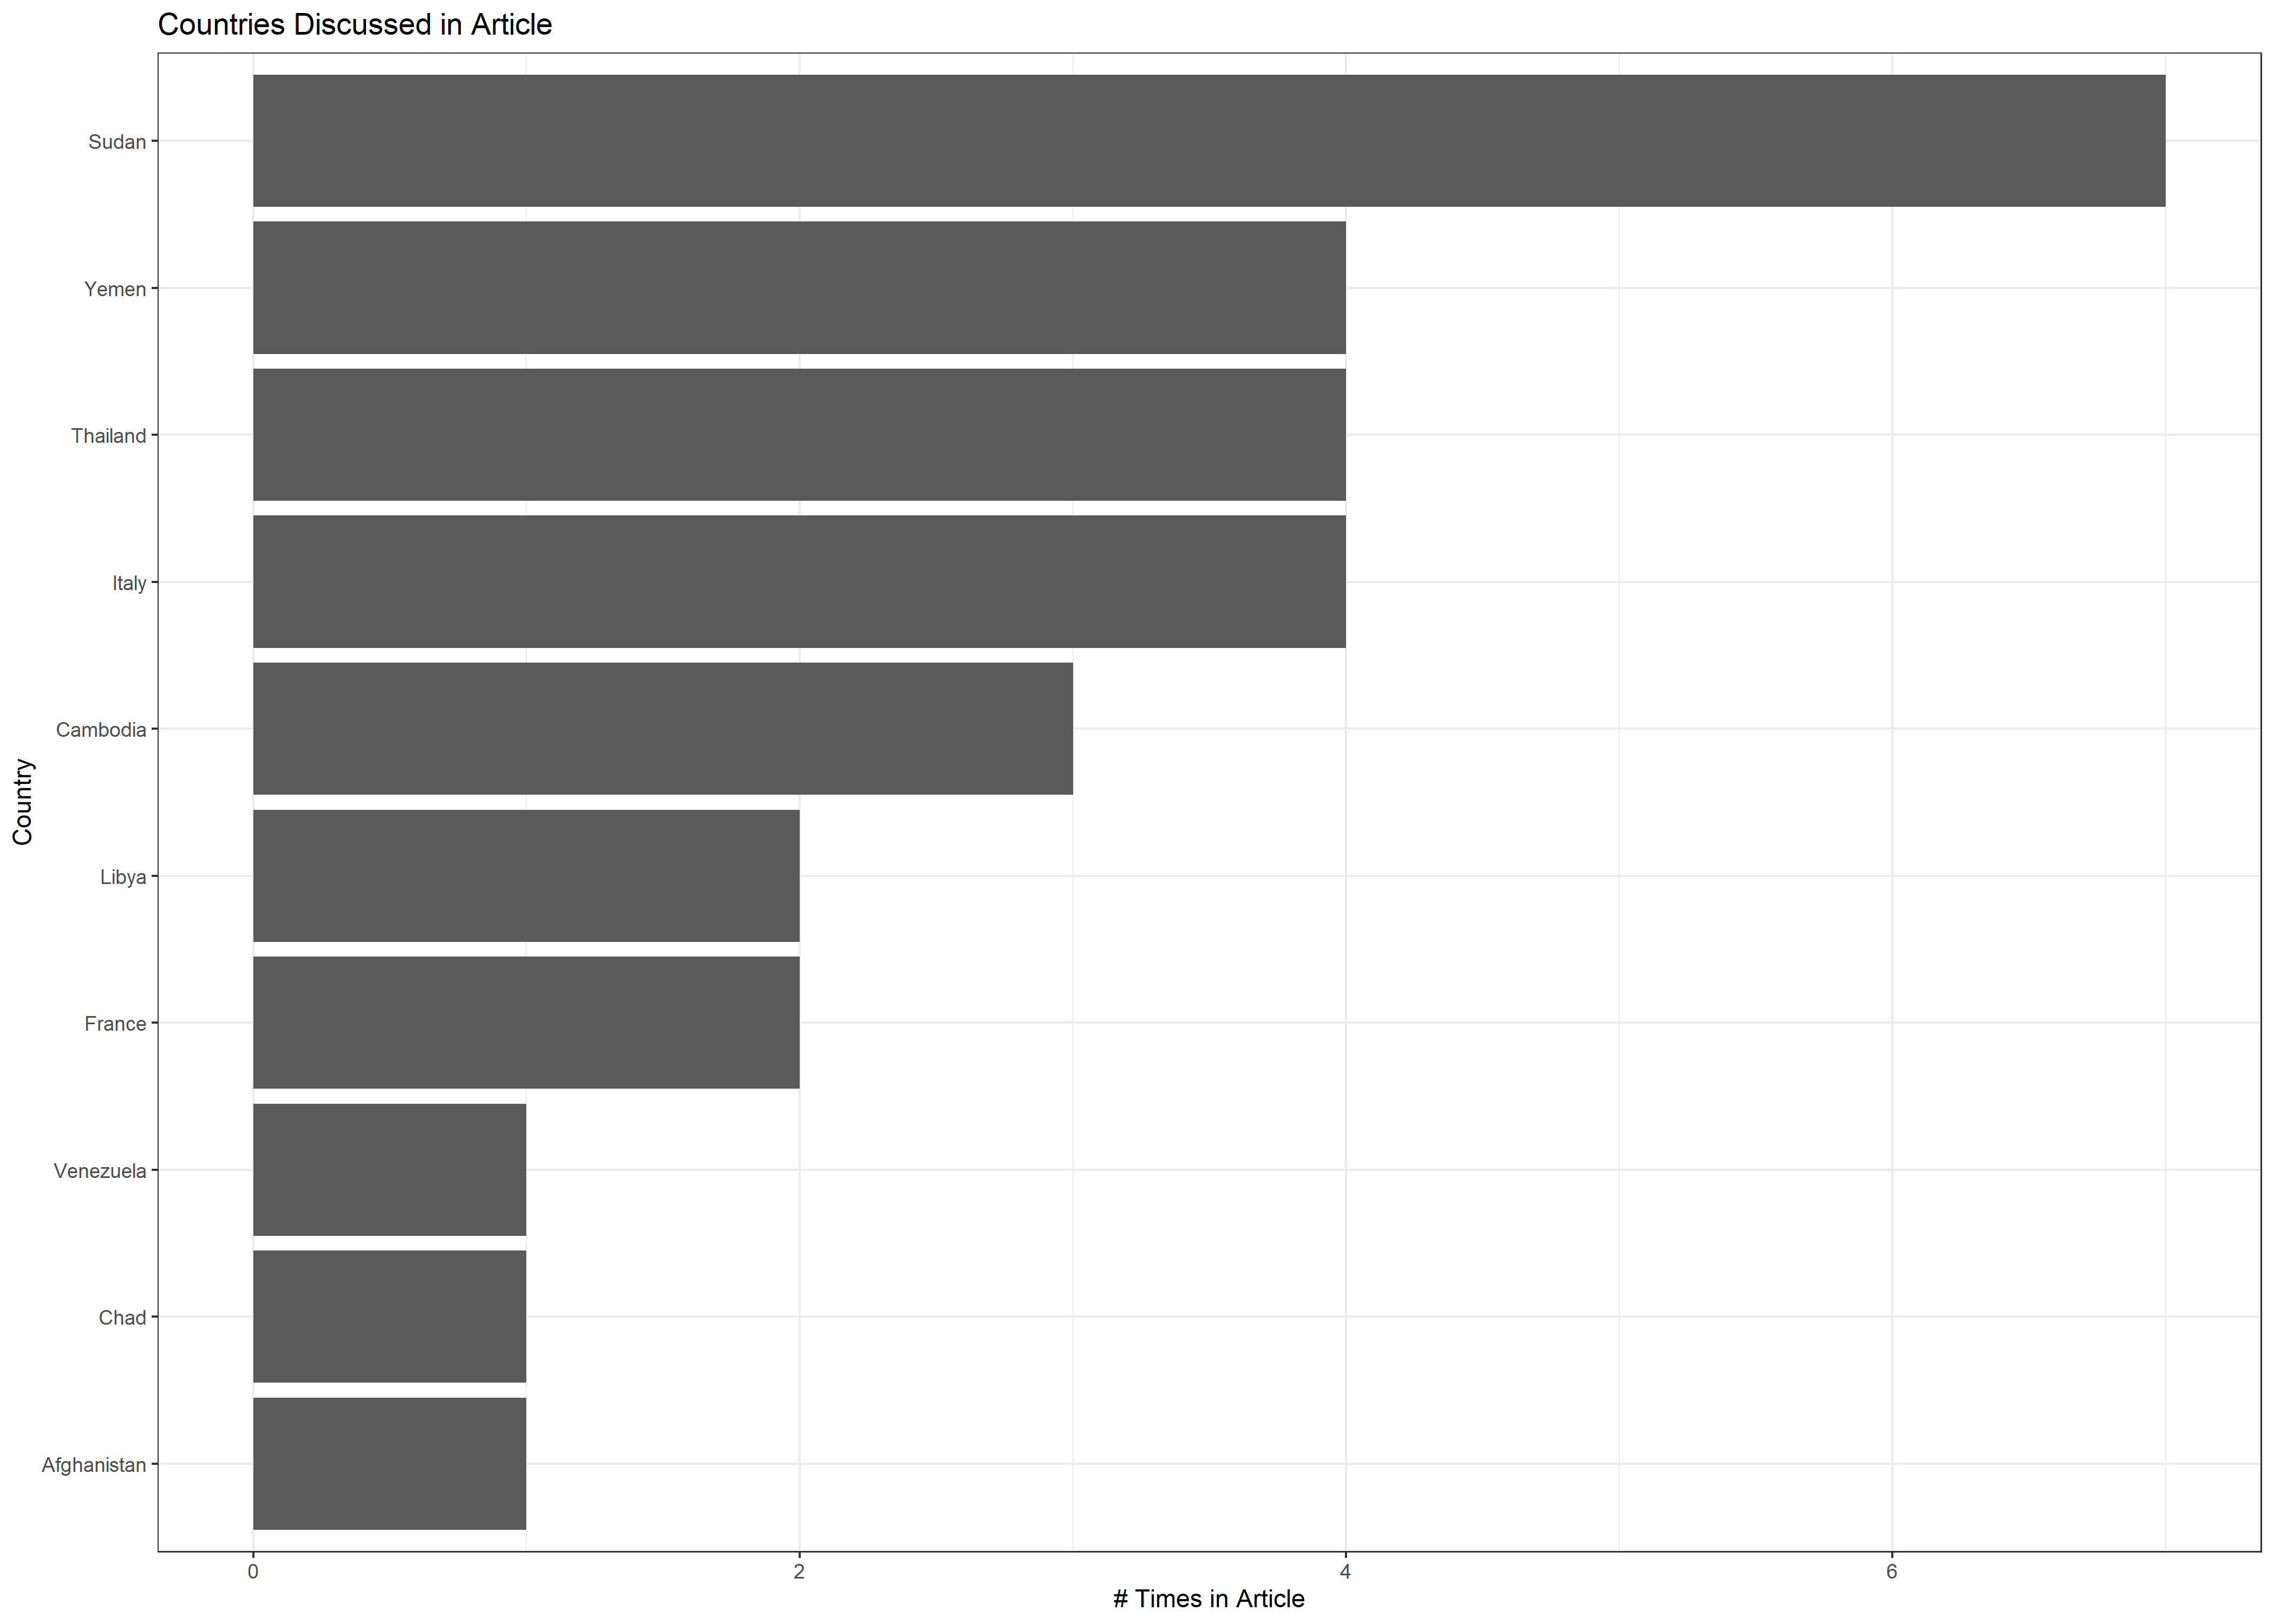 Countries Discussed in Article
Sudan
Yemen
Thailand
Italy
Cambodia
Libya
France
Venezuela
Chad
Afghanistan
Country
0 2 4 6
# Times in Article